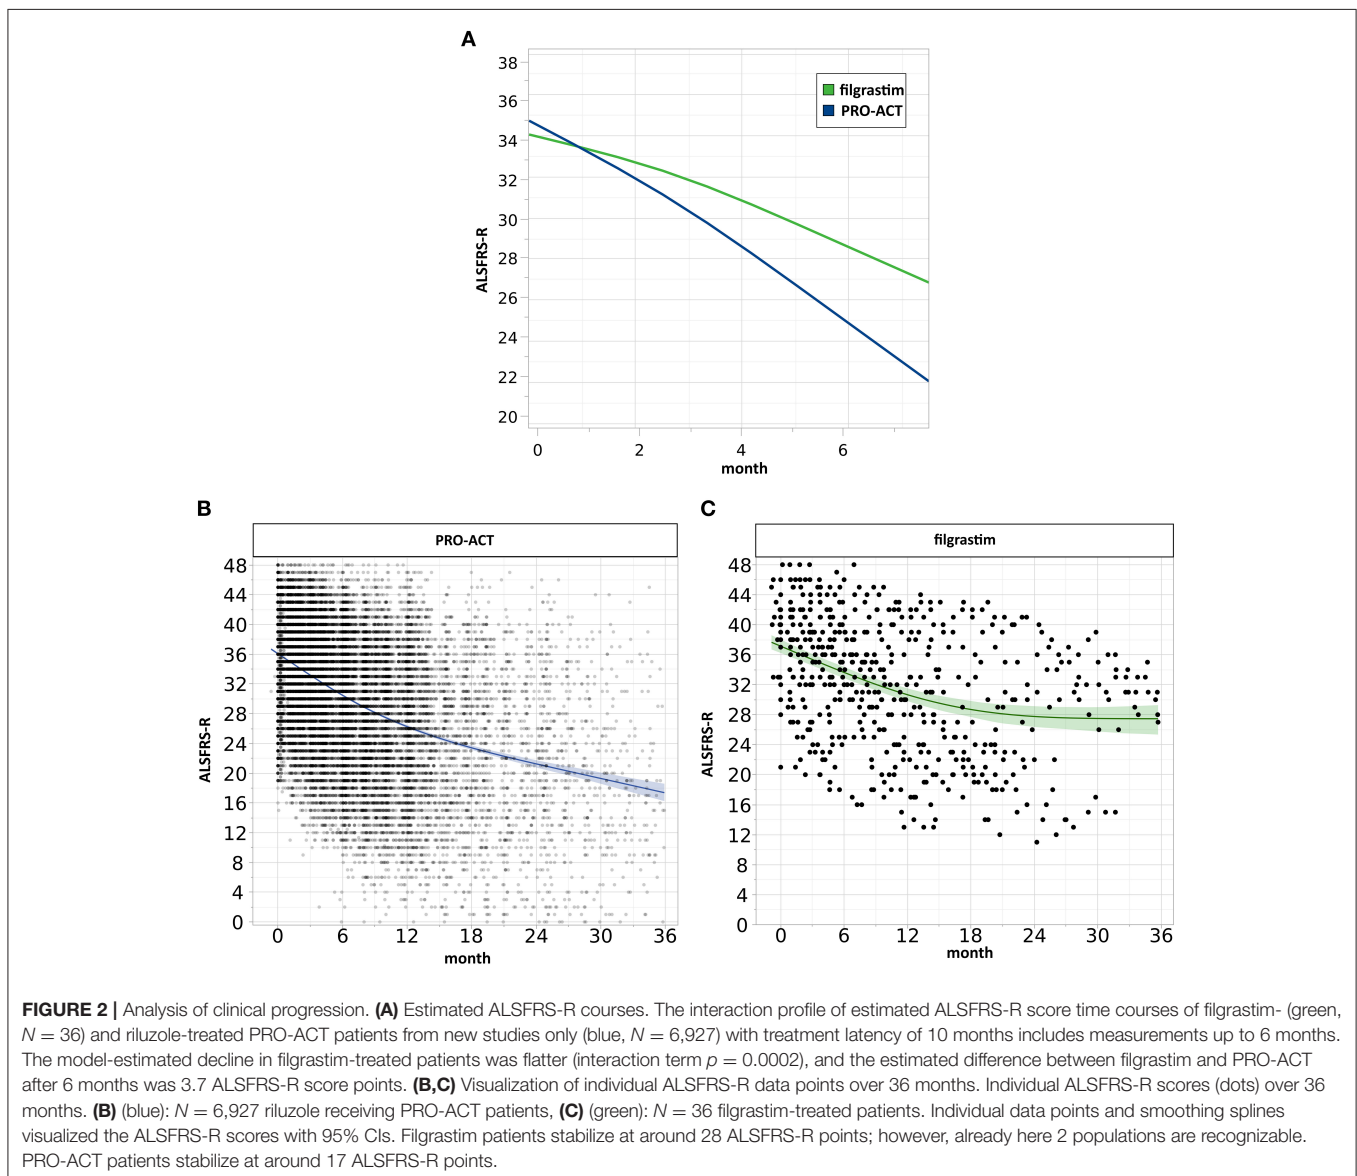 A
38
36
34
32
30
28
26
24
22
20
ALSFRS-R
filgrastim
PRO-ACT
0 2 4 6
month
B
PRO-ACT
48
44
40
36
32
28
24
20
16
12
8
4
0
ALSFRS-R
0 6 12 18 24 30 36
month
C
filgrastim
48
44
40
36
32
28
24
20
16
12
8
4
0
ALSFRS-R
0 6 12 18 24 30 36
month
FIGURE 2 | Analysis of clinical progression. (A) Estimated ALSFRS-R courses. The interaction profile of estimated ALSFRS-R score time courses of filgrastim- (green,
N = 36) and riluzole-treated PRO-ACT patients from new studies only (blue, N = 6,927) with treatment latency of 10 months includes measurements up to 6 months.
The model-estimated decline in filgrastim-treated patients was flatter (interaction term p = 0.0002), and the estimated difference between filgrastim and PRO-ACT
after 6 months was 3.7 ALSFRS-R score points. (B,C) Visualization of individual ALSFRS-R data points over 36 months. Individual ALSFRS-R scores (dots) over 36
months. (B) (blue): N = 6,927 riluzole receiving PRO-ACT patients, (C) (green): N = 36 filgrastim-treated patients. Individual data points and smoothing splines
visualized the ALSFRS-R scores with 95% CIs. Filgrastim patients stabilize at around 28 ALSFRS-R points; however, already here 2 populations are recognizable.
PRO-ACT patients stabilize at around 17 ALSFRS-R points.